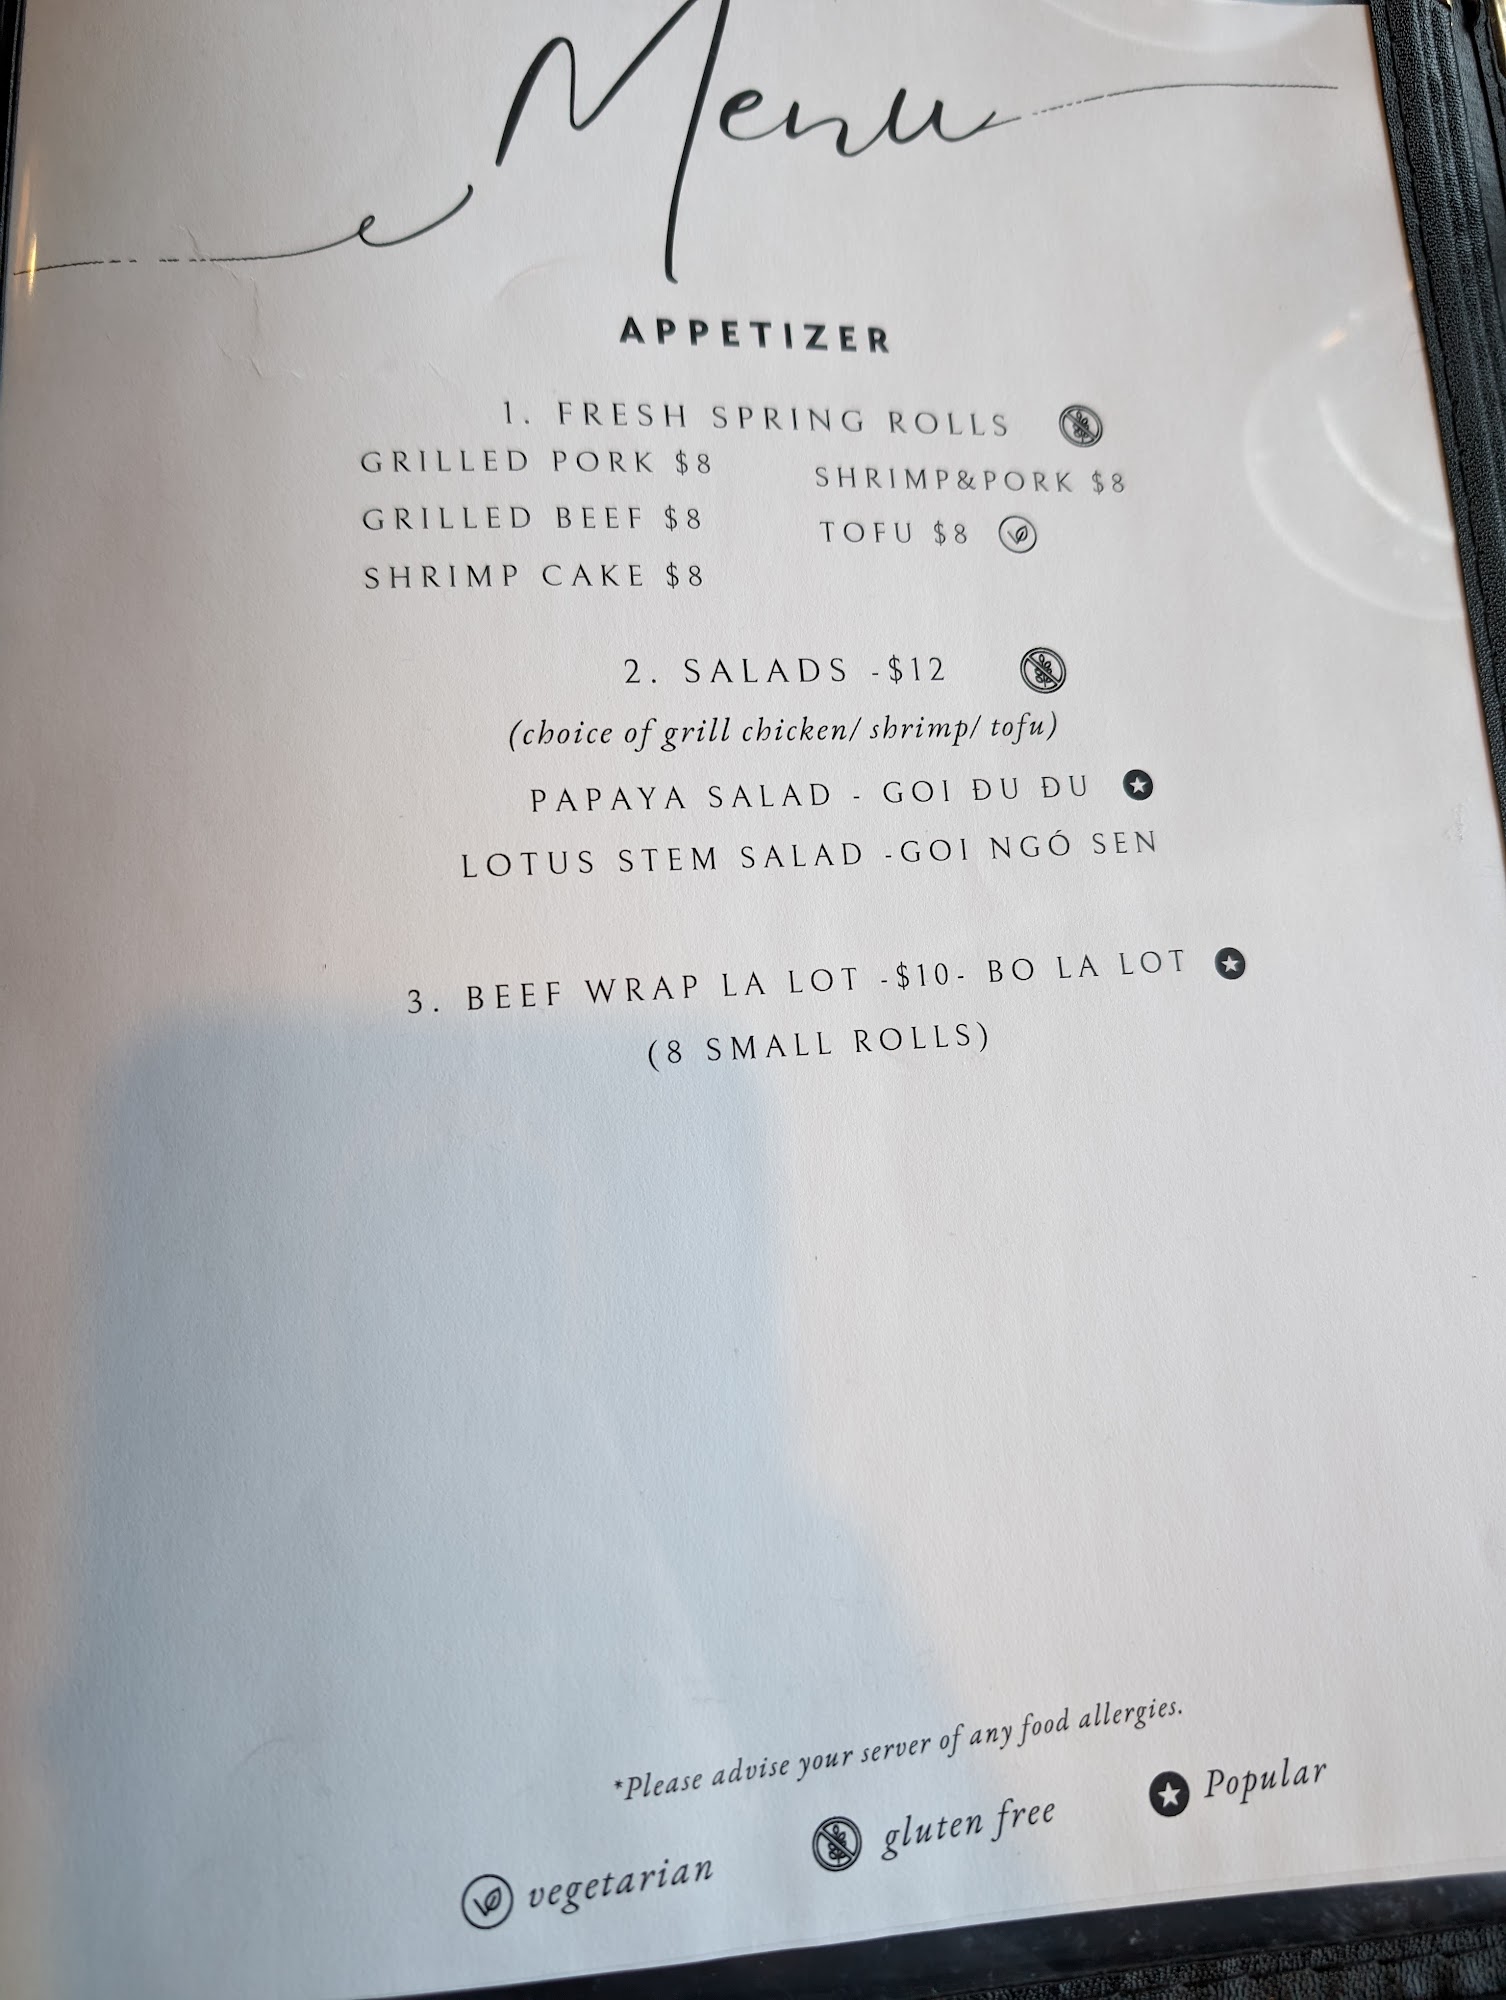 Menu
APPETIZER
1. FRESH SPRING ROLLS
GRILLED PORK $8
SHRIMP&PORK $8
GRILLED BEEF $8
TOFU $8
SHRIMP CAKE $8
2. SALADS -$12
(choice of grill chicken/ shrimp/ tofu)
PAPAYA SALAD - GOI ĐU ĐU
LOTUS STEM SALAD -GOI NGÓ SEN
3. BEEF WRAP LA LOT -$10- BO LA LOT
(8 SMALL ROLLS)
*Please advise your server of any food allergies.
vegetarian
gluten free
Popular